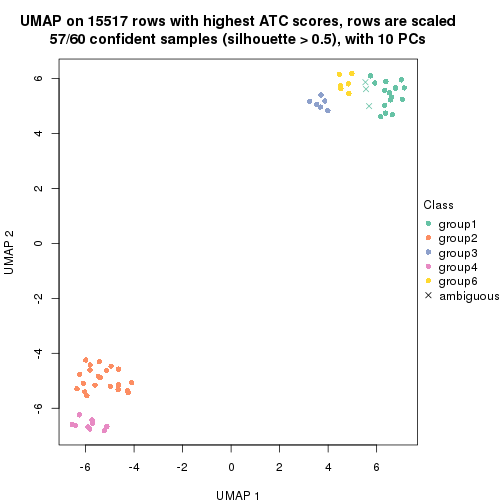 UMAP on 15517 rows with highest ATC scores, rows are scaled
57/60 confident samples (silhouette > 0.5), with 10 PCs
6
4
2
0
-2
-4
-6
UMAP 2
-6
-4
-2
0
2
4
6
UMAP 1
Class
group1
group2
group3
group4
group6
ambiguous